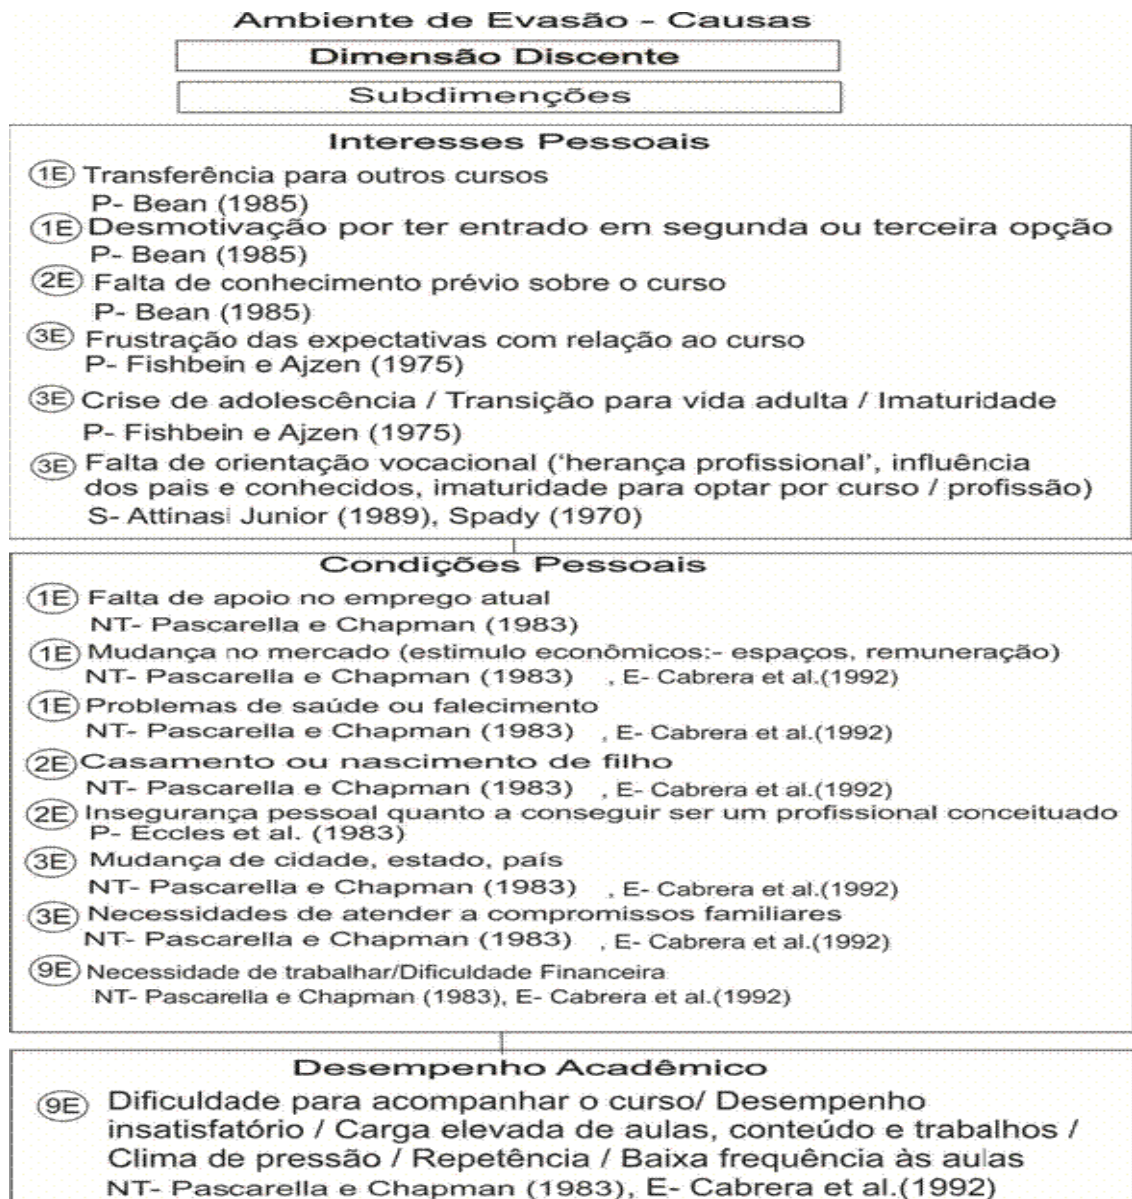 Ambiente de Evasão - Causas
Dimensão Discente
Subdimenções
Interesses Pessoais
1E Transferência para outros cursos
P- Bean (1985)
1E Desmotivação por ter entrado em segunda ou terceira opção
P- Bean (1985)
2E Falta de conhecimento prévio sobre o curso
P- Bean (1985)
3E Frustração das expectativas com relação ao curso
P- Fishbein e Ajzen (1975)
3E Crise de adolescência / Transição para vida adulta / Imaturidade
P- Fishbein e Ajzen (1975)
3E Falta de orientação vocacional ('herança profissional', influência
dos pais e conhecidos, imaturidade para optar por curso / profissão)
S- Attinasi Junior (1989), Spady (1970)
Condições Pessoais
1E Falta de apoio no emprego atual
NT- Pascarella e Chapman (1983)
1E Mudança no mercado (estimulo econômicos:- espaços, remuneração)
NT- Pascarella e Chapman (1983) , E- Cabrera et al.(1992)
1E Problemas de saúde ou falecimento
NT- Pascarella e Chapman (1983) , E- Cabrera et al.(1992)
2E Casamento ou nascimento de filho
NT- Pascarella e Chapman (1983) , E- Cabrera et al.(1992)
2E Insegurança pessoal quanto a conseguir ser um profissional conceituado
P- Eccles et al. (1983)
3E Mudança de cidade, estado, país
NT- Pascarella e Chapman (1983) , E- Cabrera et al.(1992)
3E Necessidades de atender a compromissos familiares
NT- Pascarella e Chapman (1983) , E- Cabrera et al.(1992)
9E Necessidade de trabalhar/Dificuldade Financeira
NT- Pascarella e Chapman (1983), E- Cabrera et al.(1992)
Desempenho Acadêmico
9E Dificuldade para acompanhar o curso/ Desempenho
insatisfatório / Carga elevada de aulas, conteúdo e trabalhos /
Clima de pressão / Repetência / Baixa frequência às aulas
NT- Pascarella e Chapman (1983), E- Cabrera et al.(1992)